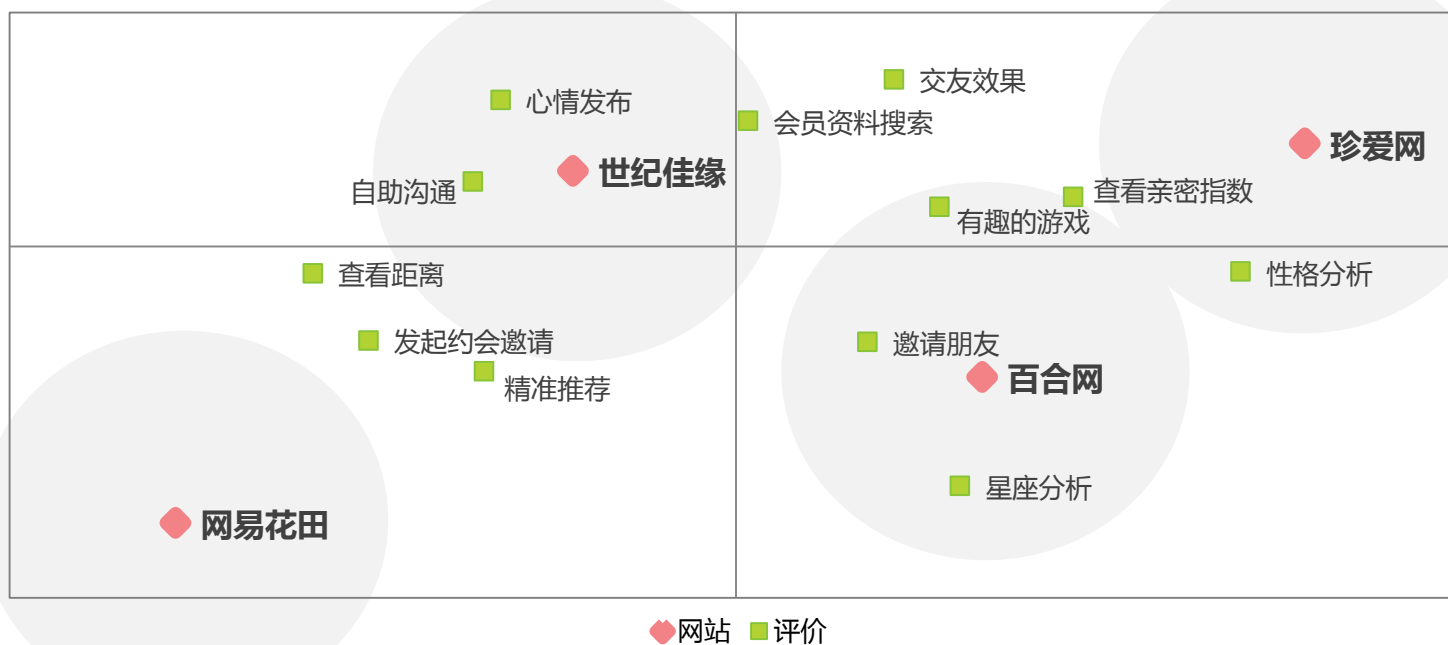 交友效果
心情发布
会员资料搜索
珍爱网
世纪佳缘
自助沟通
查看亲密指数
有趣的游戏
查看距离
性格分析
发起约会邀请
邀请朋友
精准推荐
百合网
星座分析
网易花田
网站 评价